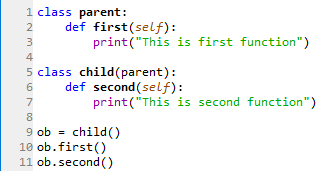 1 class parent:
2     def first(self):
3         print("This is first function")
4
5 class child(parent):
6     def second(self):
7         print("This is second function")
8
9 ob = child()
10 ob.first()
11 ob.second()